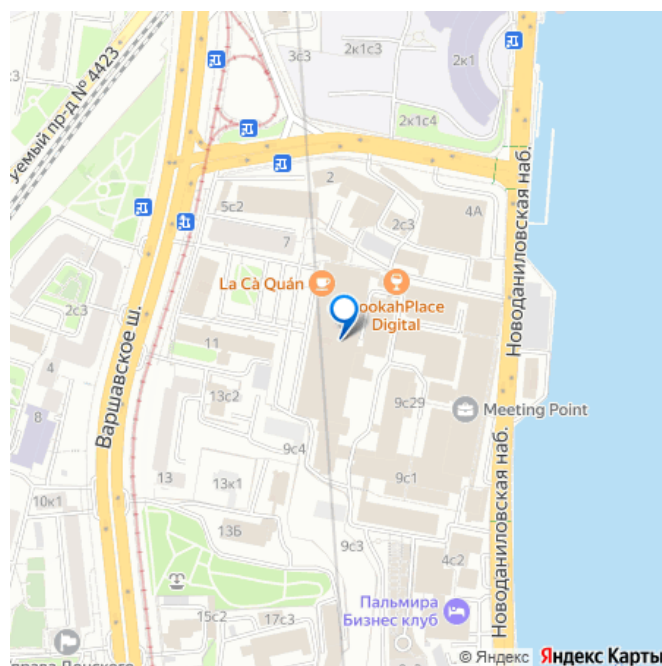 3с3
2к1с3
2к1
2к1с4
уемый пр-д № 4423
2
5с2
2с3
4А
7
La Cà Quán
ookahPlace
Digital
Новоданиловская наб.
2с3
11
4
13с2
9с29
Meeting Point
8
Варшавское ш.
9с4
9с1
13
13к1
10к1
13Б
9с3
4с2
Новоданиловская наб.
Пальмира
Бизнес клуб
15с2
17с3
© Яндекс Яндекс Карты